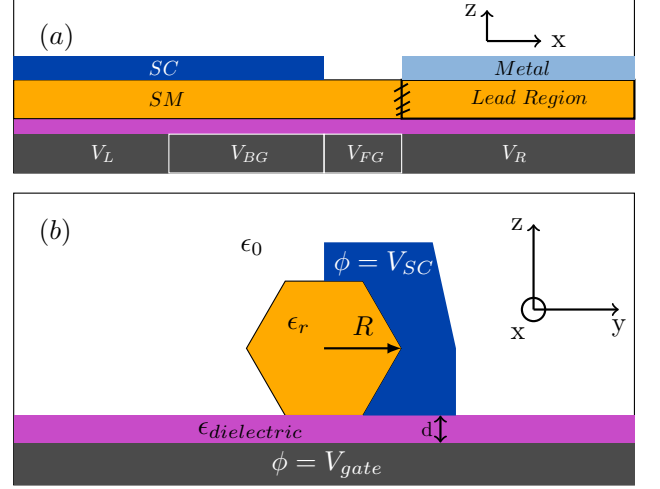 (a)
z
x
SC
Metal
SM
Lead Region
V_L
V_BG
V_FG
V_R
(b)
ϵ_0
z
ϕ = V_SC
ϵ_r
R
x
y
ϵ_dielectric
d
ϕ = V_gate